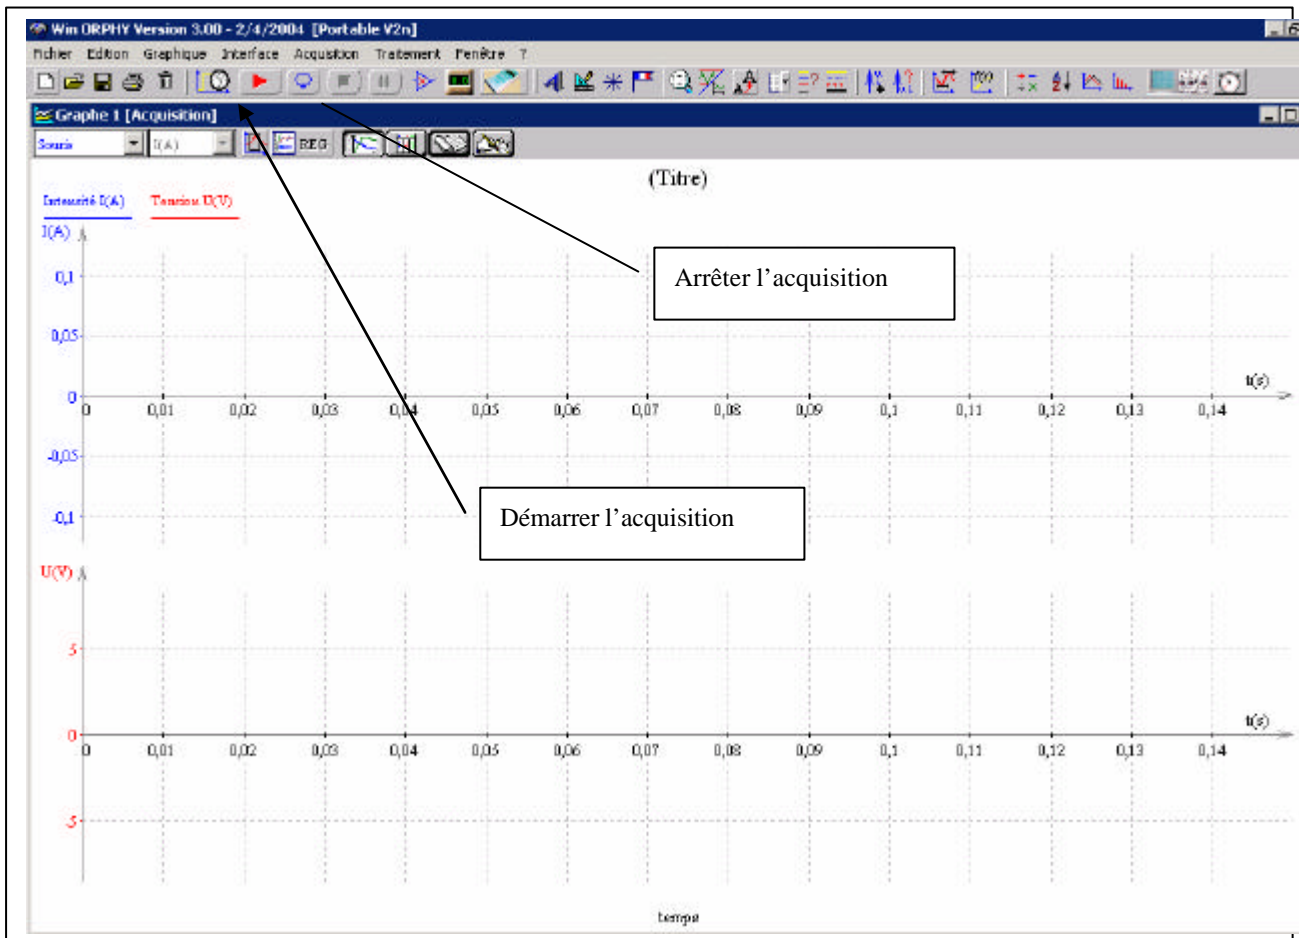 Win ORPHY Version 3.00 - 2/4/2004 [Portable V2n]
Fichier Edition Graphique Interface Acquisition Traitement Fenêtre ?
Graphe 1 [Acquisition]
Souris I(A) REG
(Titre)
Intensité I(A) Tension U(V)
I(A)
Arrêter l’acquisition
0,1
0,05
t(s)
0
0 0,01 0,02 0,03 0,04 0,05 0,06 0,07 0,08 0,09 0,1 0,11 0,12 0,13 0,14
-0,05
-0,1
Démarrer l’acquisition
U(V)
5
t(s)
0
0 0,01 0,02 0,03 0,04 0,05 0,06 0,07 0,08 0,09 0,1 0,11 0,12 0,13 0,14
-5
temps